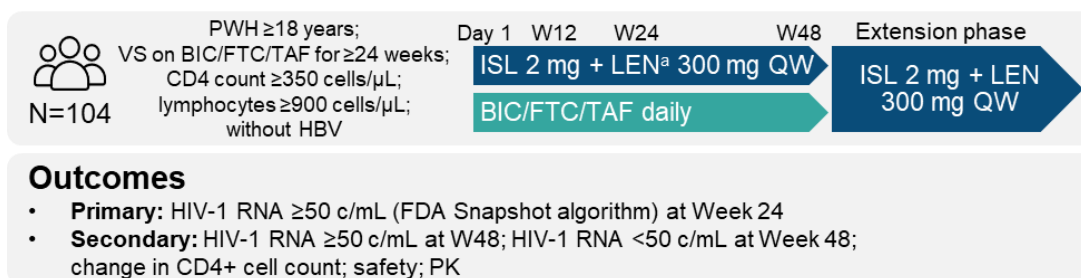 PWH ≥18 years;
VS on BIC/FTC/TAF for ≥24 weeks;
CD4 count ≥350 cells/µL;
lymphocytes ≥900 cells/µL;
without HBV
N=104
Day 1 W12 W24 W48
ISL 2 mg + LENᵃ 300 mg QW
BIC/FTC/TAF daily
Extension phase
ISL 2 mg + LEN
300 mg QW
Outcomes
• Primary: HIV-1 RNA ≥50 c/mL (FDA Snapshot algorithm) at Week 24
• Secondary: HIV-1 RNA ≥50 c/mL at W48; HIV-1 RNA <50 c/mL at Week 48;
change in CD4+ cell count; safety; PK